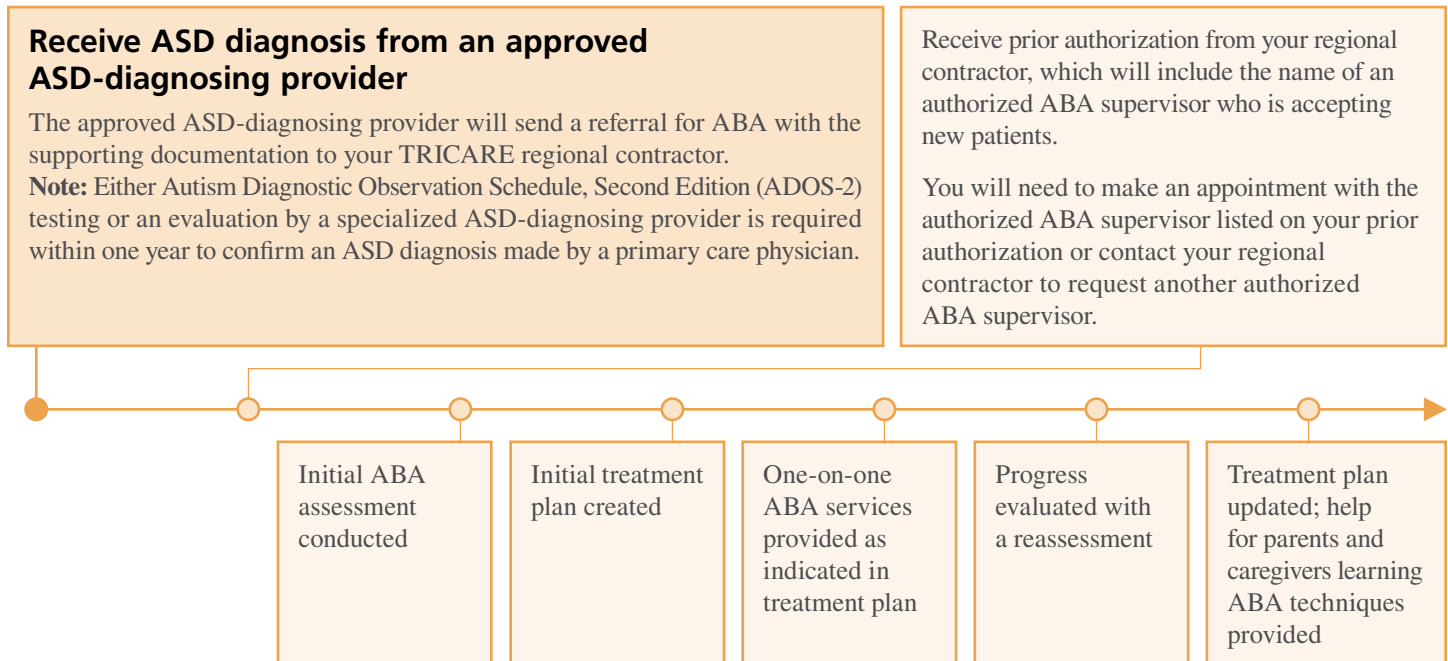 Receive ASD diagnosis from an approved
ASD-diagnosing provider
The approved ASD-diagnosing provider will send a referral for ABA with the
supporting documentation to your TRICARE regional contractor.
Note: Either Autism Diagnostic Observation Schedule, Second Edition (ADOS-2)
testing or an evaluation by a specialized ASD-diagnosing provider is required
within one year to confirm an ASD diagnosis made by a primary care physician.
Receive prior authorization from your regional
contractor, which will include the name of an
authorized ABA supervisor who is accepting
new patients.
You will need to make an appointment with the
authorized ABA supervisor listed on your prior
authorization or contact your regional
contractor to request another authorized
ABA supervisor.
Initial ABA
assessment
conducted
Initial treatment
plan created
One-on-one
ABA services
provided as
indicated in
treatment plan
Progress
evaluated with
a reassessment
Treatment plan
updated; help
for parents and
caregivers learning
ABA techniques
provided